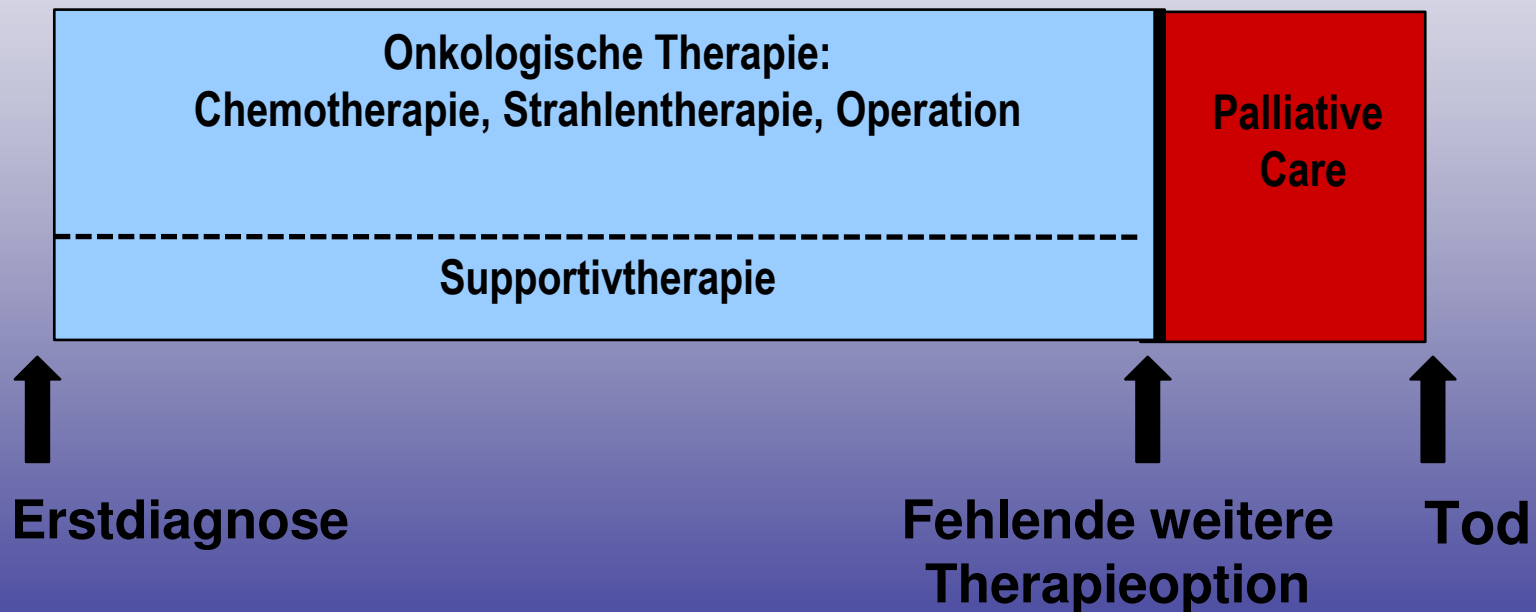 Onkologische Therapie:
Chemotherapie, Strahlentherapie, Operation
Supportivtherapie
Palliative
Care
Erstdiagnose
Fehlende weitere
Therapieoption
Tod